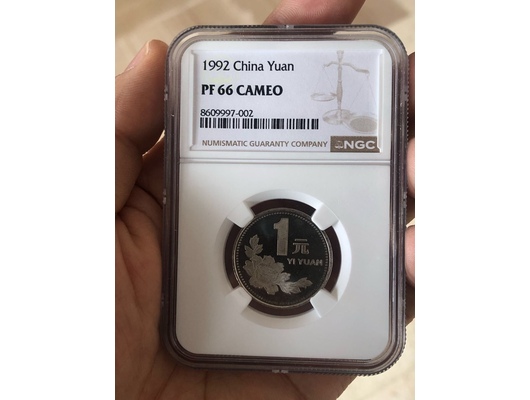 1992 China Yuan
PF 66 CAMEO
8609997-002
NUMISMATIC GUARANTY COMPANY NGC
1元
YI YUAN